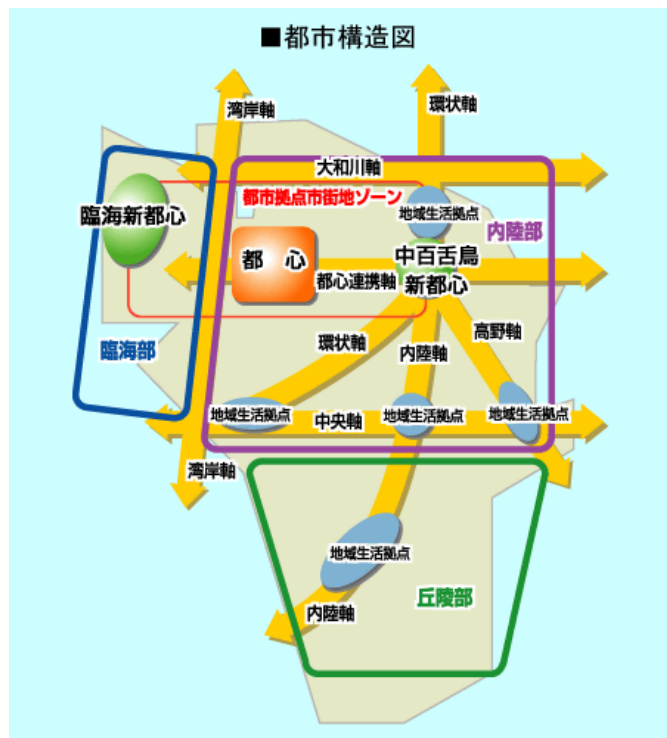 ■都市構造図
湾岸軸
環状軸
大和川軸
都市拠点市街地ゾーン
臨海新都心
地域生活拠点
内陸部
都 心
中百舌鳥
新都心
都心連携軸
臨海部
環状軸
内陸軸
高野軸
地域生活拠点
中央軸
地域生活拠点
地域生活拠点
湾岸軸
地域生活拠点
丘陵部
内陸軸